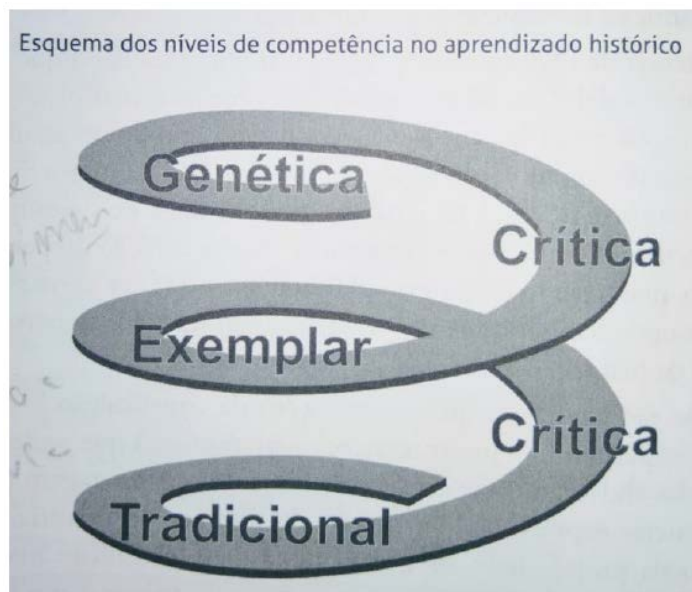 Esquema dos níveis de competência no aprendizado histórico
Genética
Crítica
Exemplar
Crítica
Tradicional